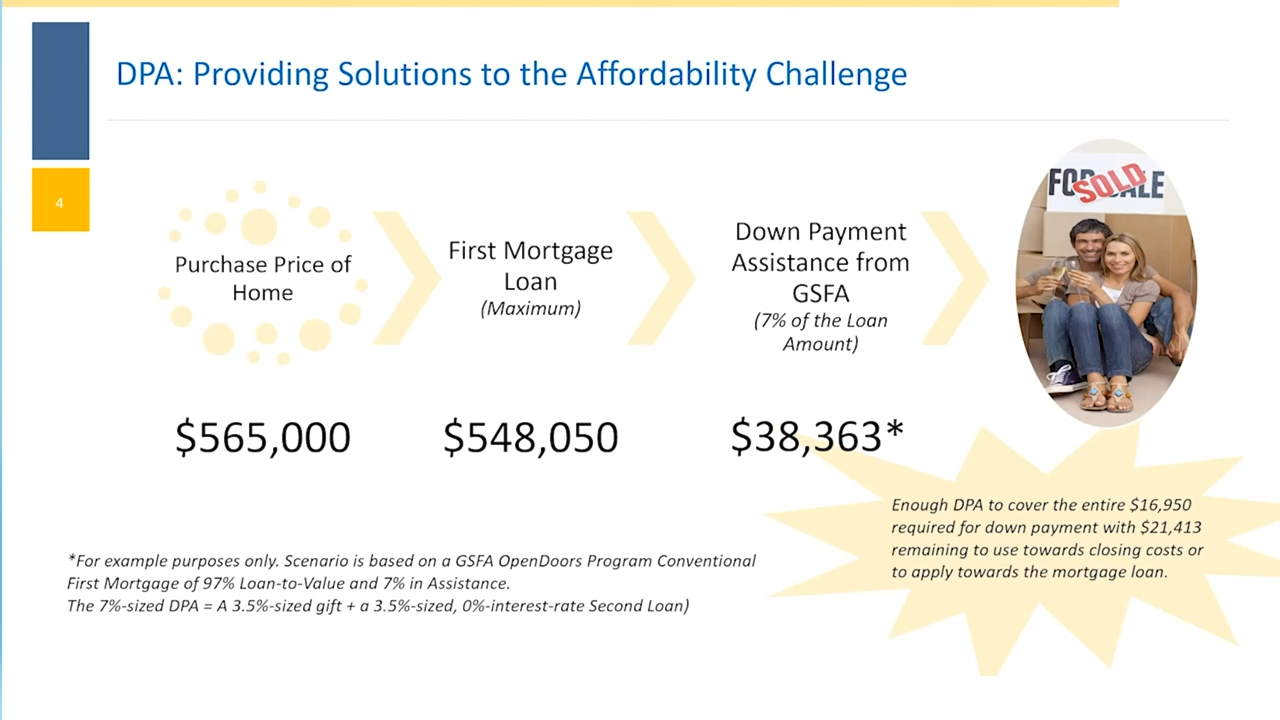 DPA: Providing Solutions to the Affordability Challenge
4
Purchase Price of
Home
$565,000
First Mortgage
Loan
(Maximum)
$548,050
Down Payment
Assistance from
GSFA
(7% of the Loan
Amount)
$38,363*
SOLD
Enough DPA to cover the entire $16,950
required for down payment with $21,413
remaining to use towards closing costs or
to apply towards the mortgage loan.
*For example purposes only. Scenario is based on a GSFA OpenDoors Program Conventional
First Mortgage of 97% Loan-to-Value and 7% in Assistance.
The 7%-sized DPA = A 3.5%-sized gift + a 3.5%-sized, 0%-interest-rate Second Loan)